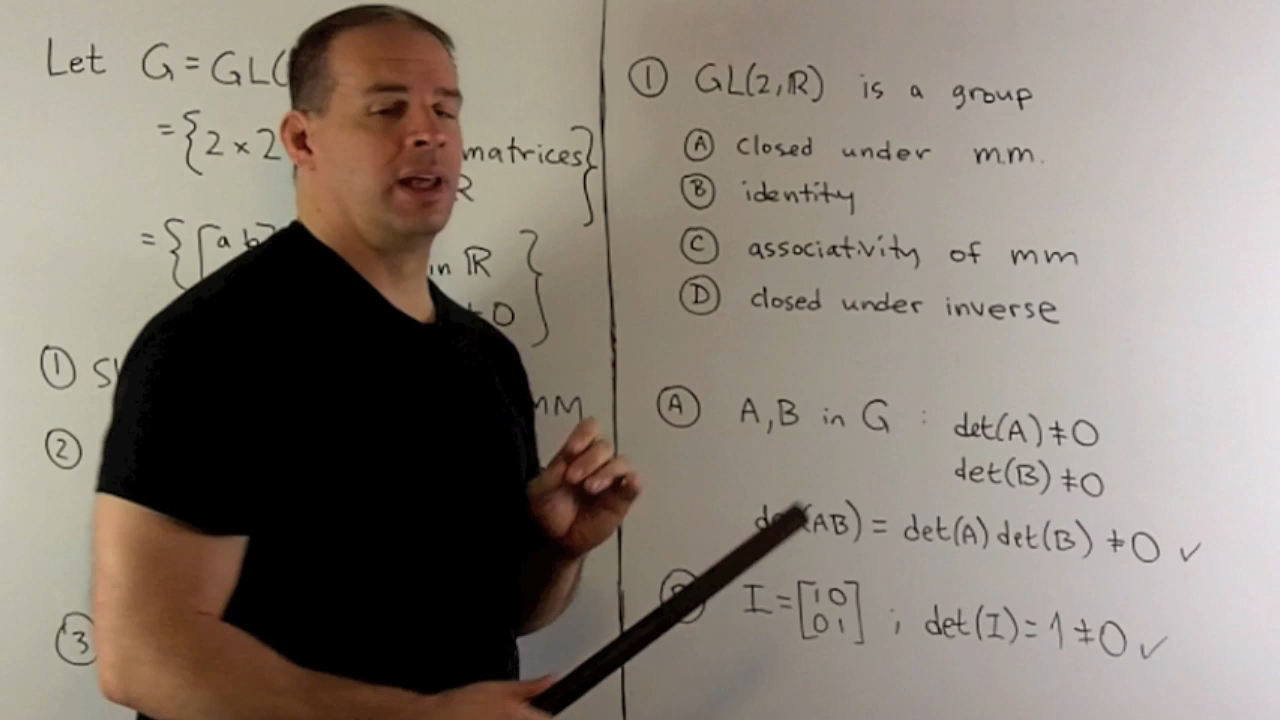 Let G = GL(
= { 2 × 2 matrices }
R
= { [ a b in ℝ }
≠ 0
①
mm
②
③
① GL(2,ℝ) is a group
Ⓐ closed under m.m.
Ⓑ identity
Ⓒ associativity of mm
Ⓓ closed under inverse
Ⓐ A,B in G : det(A) ≠ 0
det(B) ≠ 0
det(AB) = det(A) det(B) ≠ 0 ✓
Ⓑ I = [1 0
0 1] ; det(I) = 1 ≠ 0 ✓